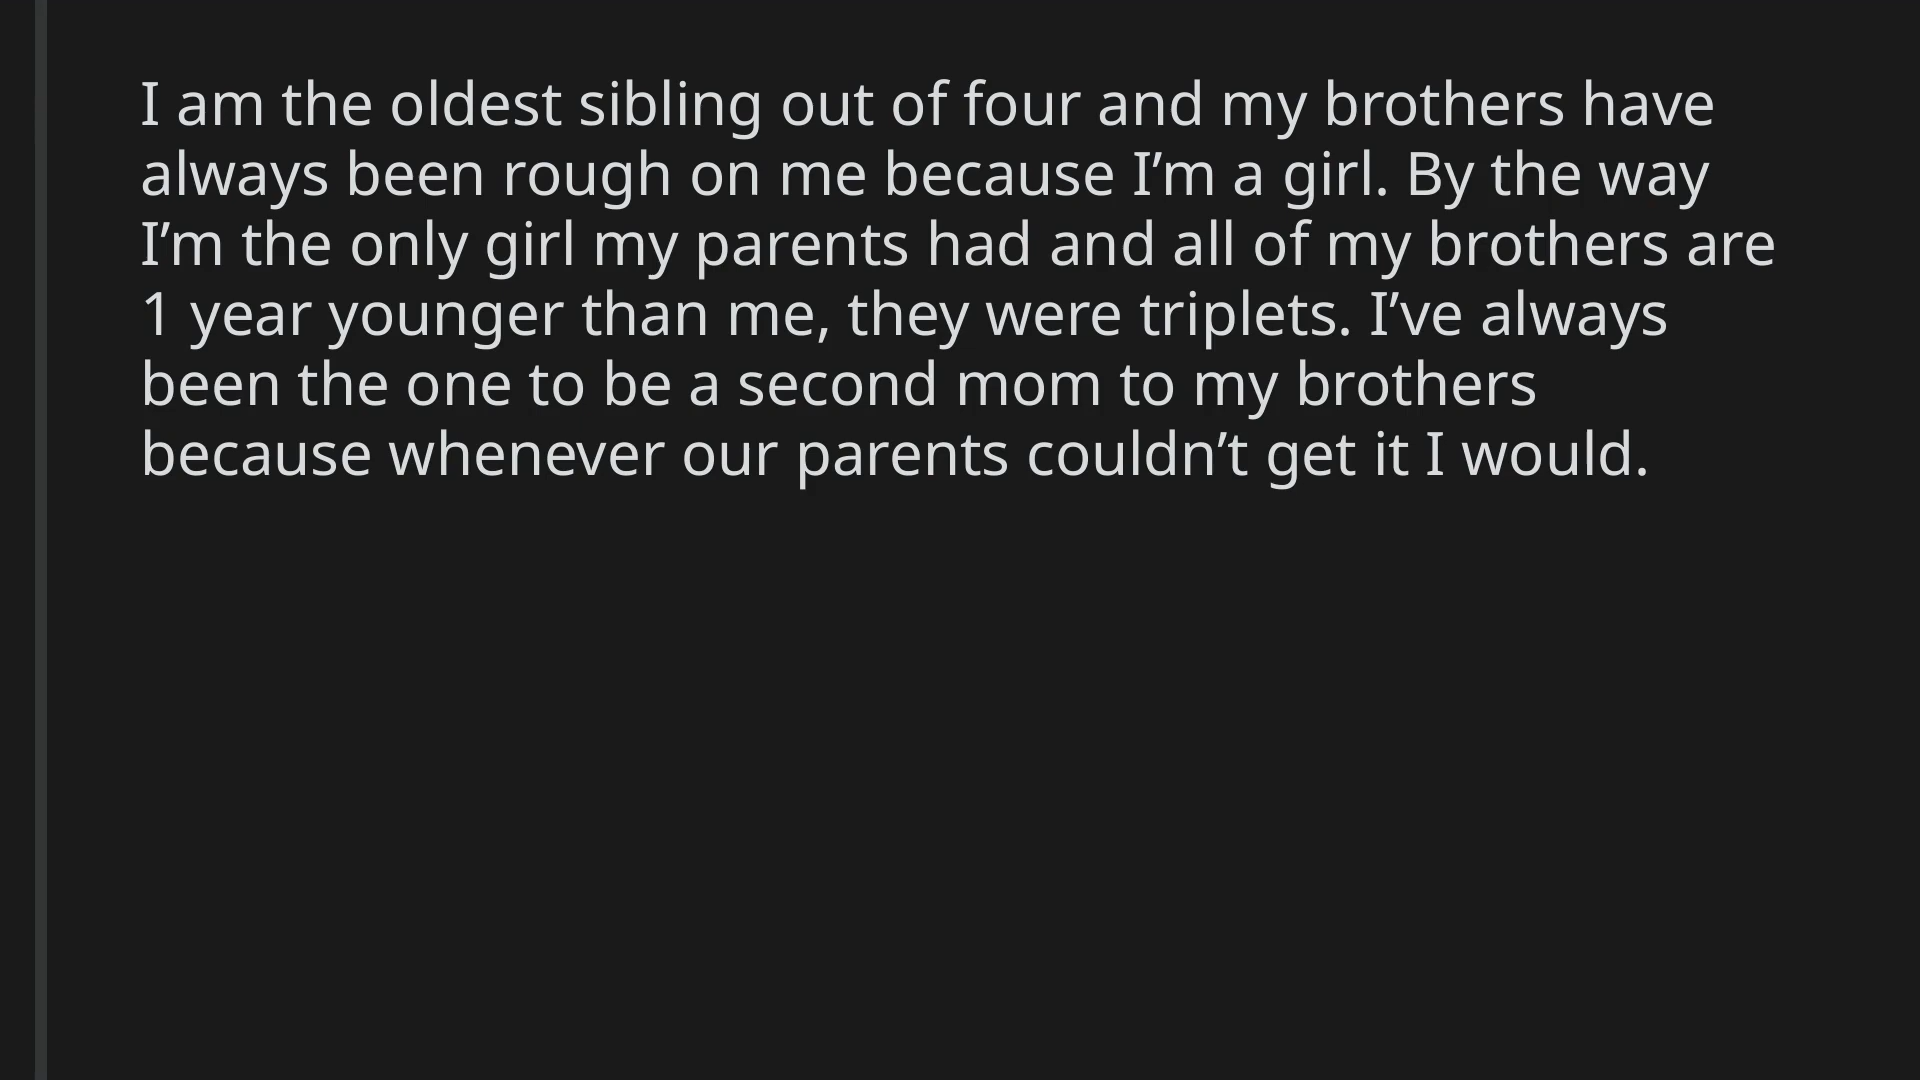 I am the oldest sibling out of four and my brothers have
always been rough on me because I’m a girl. By the way
I’m the only girl my parents had and all of my brothers are
1 year younger than me, they were triplets. I’ve always
been the one to be a second mom to my brothers
because whenever our parents couldn’t get it I would.